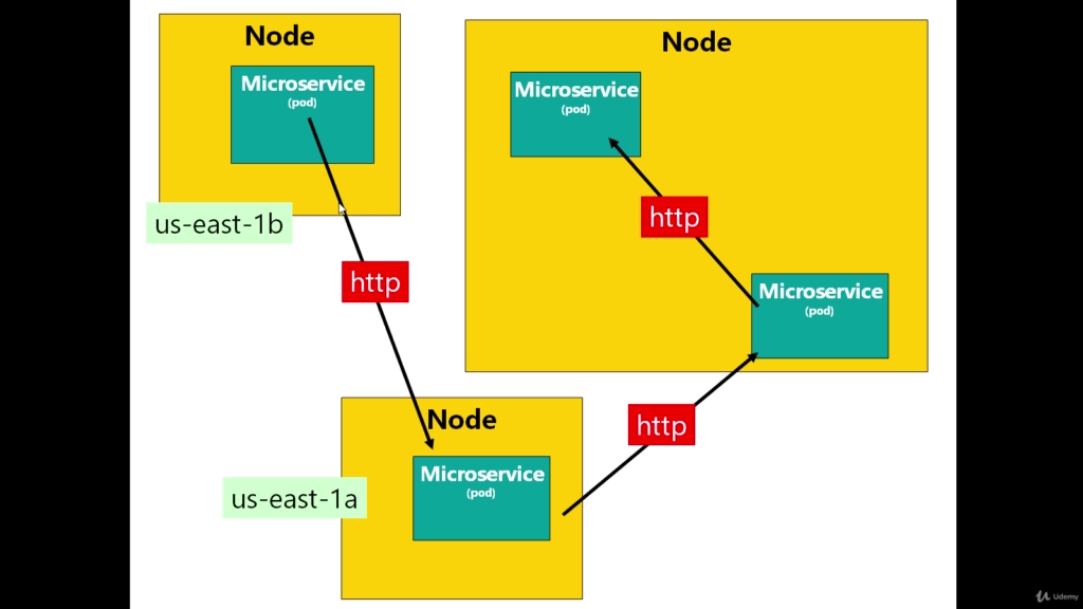 Node
Microservice
(pod)
us-east-1b
http
Node
Microservice
(pod)
http
Microservice
(pod)
http
Node
Microservice
(pod)
us-east-1a
Udemy